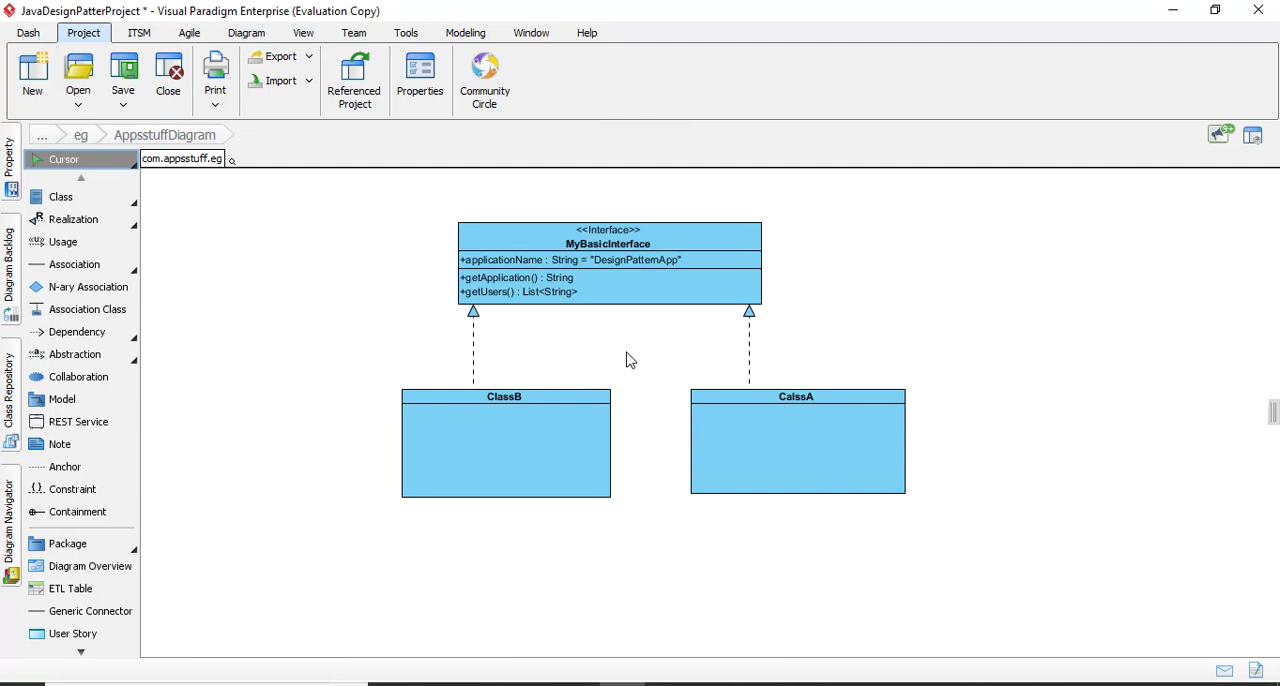 JavaDesignPatterProject * - Visual Paradigm Enterprise (Evaluation Copy)
Dash Project ITSM Agile Diagram View Team Tools Modeling Window Help
New Open Save Close Print Export Import Referenced Project Properties Community Circle
... eg AppsstuffDiagram
9+
Property
Diagram Backlog
Class Repository
Diagram Navigator
Cursor
com.appsstuff.eg
Class
Realization
Usage
Association
N-ary Association
Association Class
Dependency
Abstraction
Collaboration
Model
REST Service
Note
Anchor
Constraint
Containment
Package
Diagram Overview
ETL Table
Generic Connector
User Story
<<Interface>>
MyBasicInterface
+applicationName : String = "DesignPatternApp"
+getApplication() : String
+getUsers() : List<String>
ClassB
CalssA